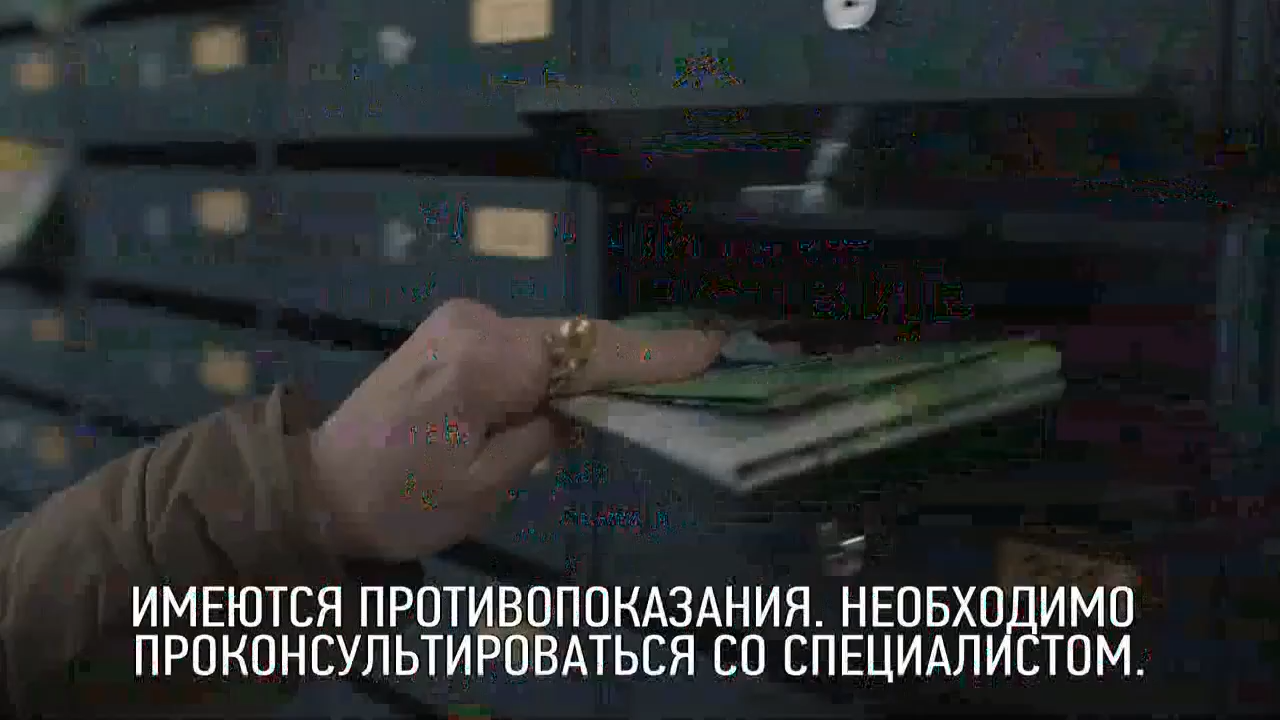 ИМЕЮТСЯ ПРОТИВОПОКАЗАНИЯ. НЕОБХОДИМО
ПРОКОНСУЛЬТИРОВАТЬСЯ СО СПЕЦИАЛИСТОМ.